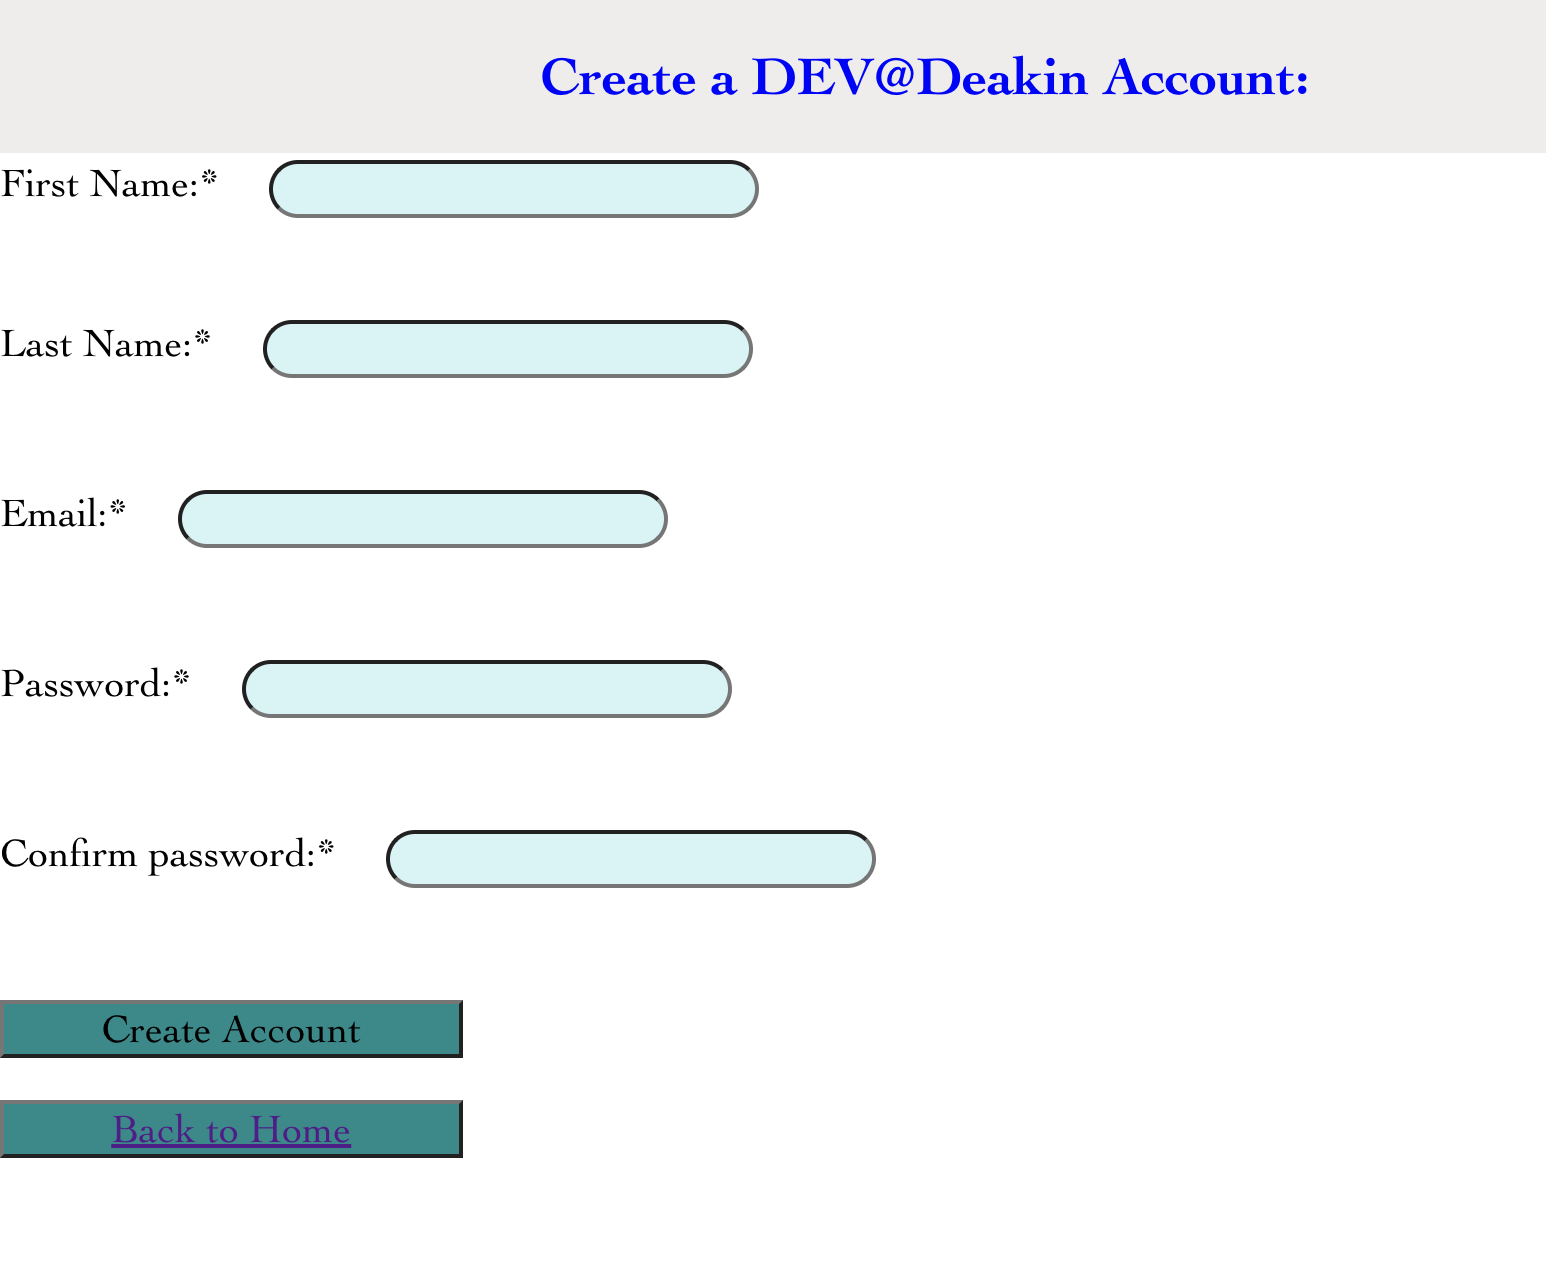 Create a DEV@Deakin Account:
First Name:*
Last Name:*
Email:*
Password:*
Confirm password:*
Create Account
Back to Home